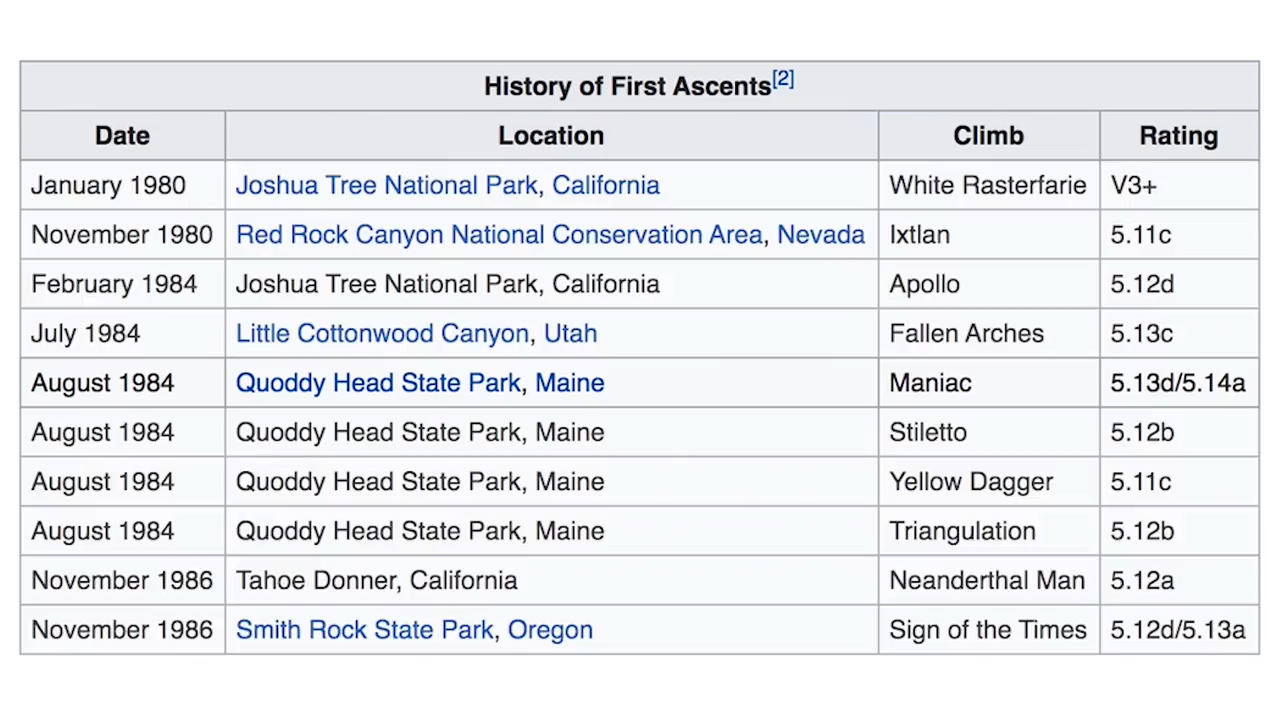 History of First Ascents[2]
Date Location Climb Rating
January 1980 Joshua Tree National Park, California White Rasterfarie V3+
November 1980 Red Rock Canyon National Conservation Area, Nevada Ixtlan 5.11c
February 1984 Joshua Tree National Park, California Apollo 5.12d
July 1984 Little Cottonwood Canyon, Utah Fallen Arches 5.13c
August 1984 Quoddy Head State Park, Maine Maniac 5.13d/5.14a
August 1984 Quoddy Head State Park, Maine Stiletto 5.12b
August 1984 Quoddy Head State Park, Maine Yellow Dagger 5.11c
August 1984 Quoddy Head State Park, Maine Triangulation 5.12b
November 1986 Tahoe Donner, California Neanderthal Man 5.12a
November 1986 Smith Rock State Park, Oregon Sign of the Times 5.12d/5.13a